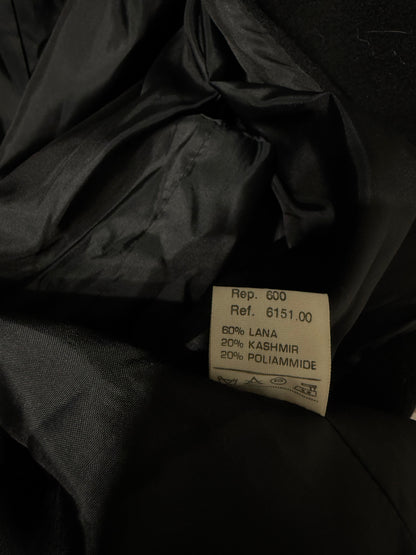 Rep. 600
Ref. 6151.00
60% LANA
20% KASHMIR
20% POLIAMMIDE